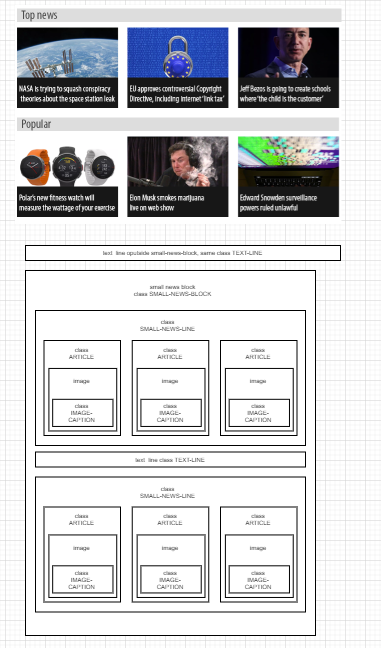 Top news
NASA is trying to squash conspiracy
theories about the space station leak
EU approves controversial Copyright
Directive, including internet 'link tax'
Jeff Bezos is going to create schools
where 'the child is the customer'
Popular
Polar's new fitness watch will
measure the wattage of your exercise
Elon Musk smokes marijuana
live on web show
Edward Snowden surveillance
powers ruled unlawful
text line oputside small-news-block, same class TEXT-LINE
small news block
class SMALL-NEWS-BLOCK
class
SMALL-NEWS-LINE
class
ARTICLE
image
class
IMAGE-
CAPTION
class
ARTICLE
image
class
IMAGE-
CAPTION
class
ARTICLE
image
class
IMAGE-
CAPTION
text line class TEXT-LINE
class
SMALL-NEWS-LINE
class
ARTICLE
image
class
IMAGE-
CAPTION
class
ARTICLE
image
class
IMAGE-
CAPTION
class
ARTICLE
image
class
IMAGE-
CAPTION